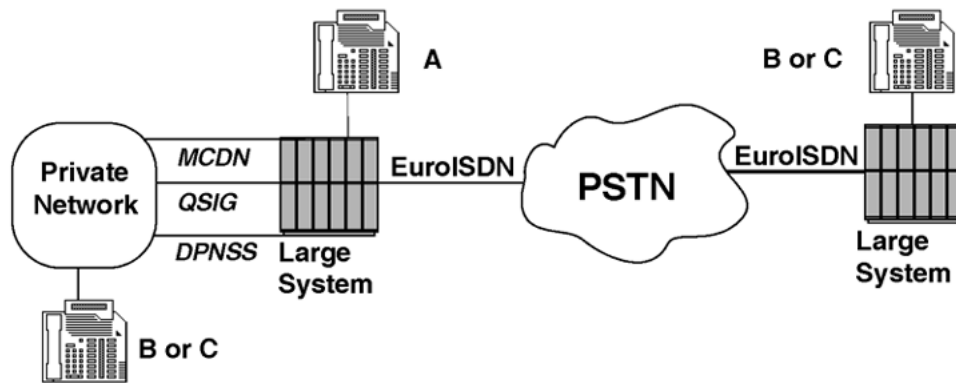 A
B or C
MCDN
EuroISDN
EuroISDN
Private
Network
PSTN
QSIG
DPNSS
Large
System
Large
System
B or C